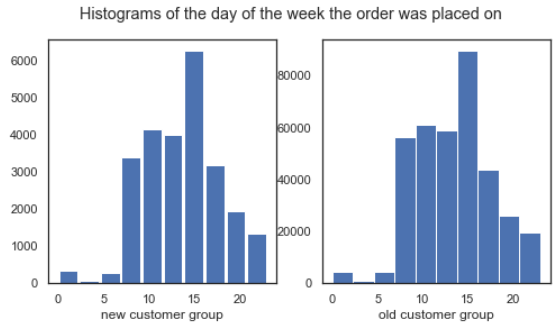 Histograms of the day of the week the order was placed on
6000
5000
4000
3000
2000
1000
0
0 5 10 15 20
new customer group
80000
60000
40000
20000
0
0 5 10 15 20
old customer group